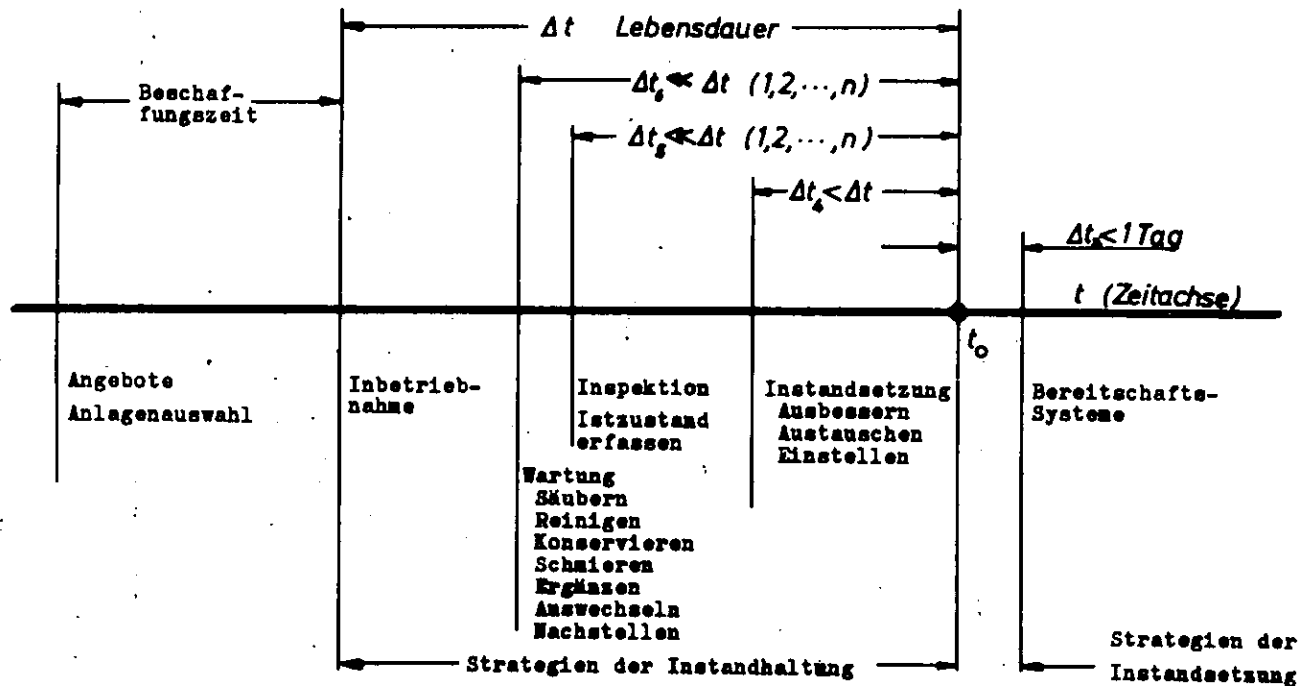 Δt Lebensdauer
Beschaf-
fungszeit
Δt₆ ≪ Δt (1,2,···,n)
Δt₅ ≪ Δt (1,2,···,n)
Δt₄ < Δt
< 1 Tag
t (Zeitachse)
t₀
Angebote
Anlagenauswahl
Inbetrieb-
nahme
Inspektion
Istzustand
erfassen
Instandsetzung
Ausbessern
Austauschen
Einstellen
Bereitschafts-
Systeme
Wartung
Säubern
Reinigen
Konservieren
Schmieren
Ergänzen
Auswechseln
Nachstellen
Strategien der Instandhaltung
Strategien der
Instandsetzung